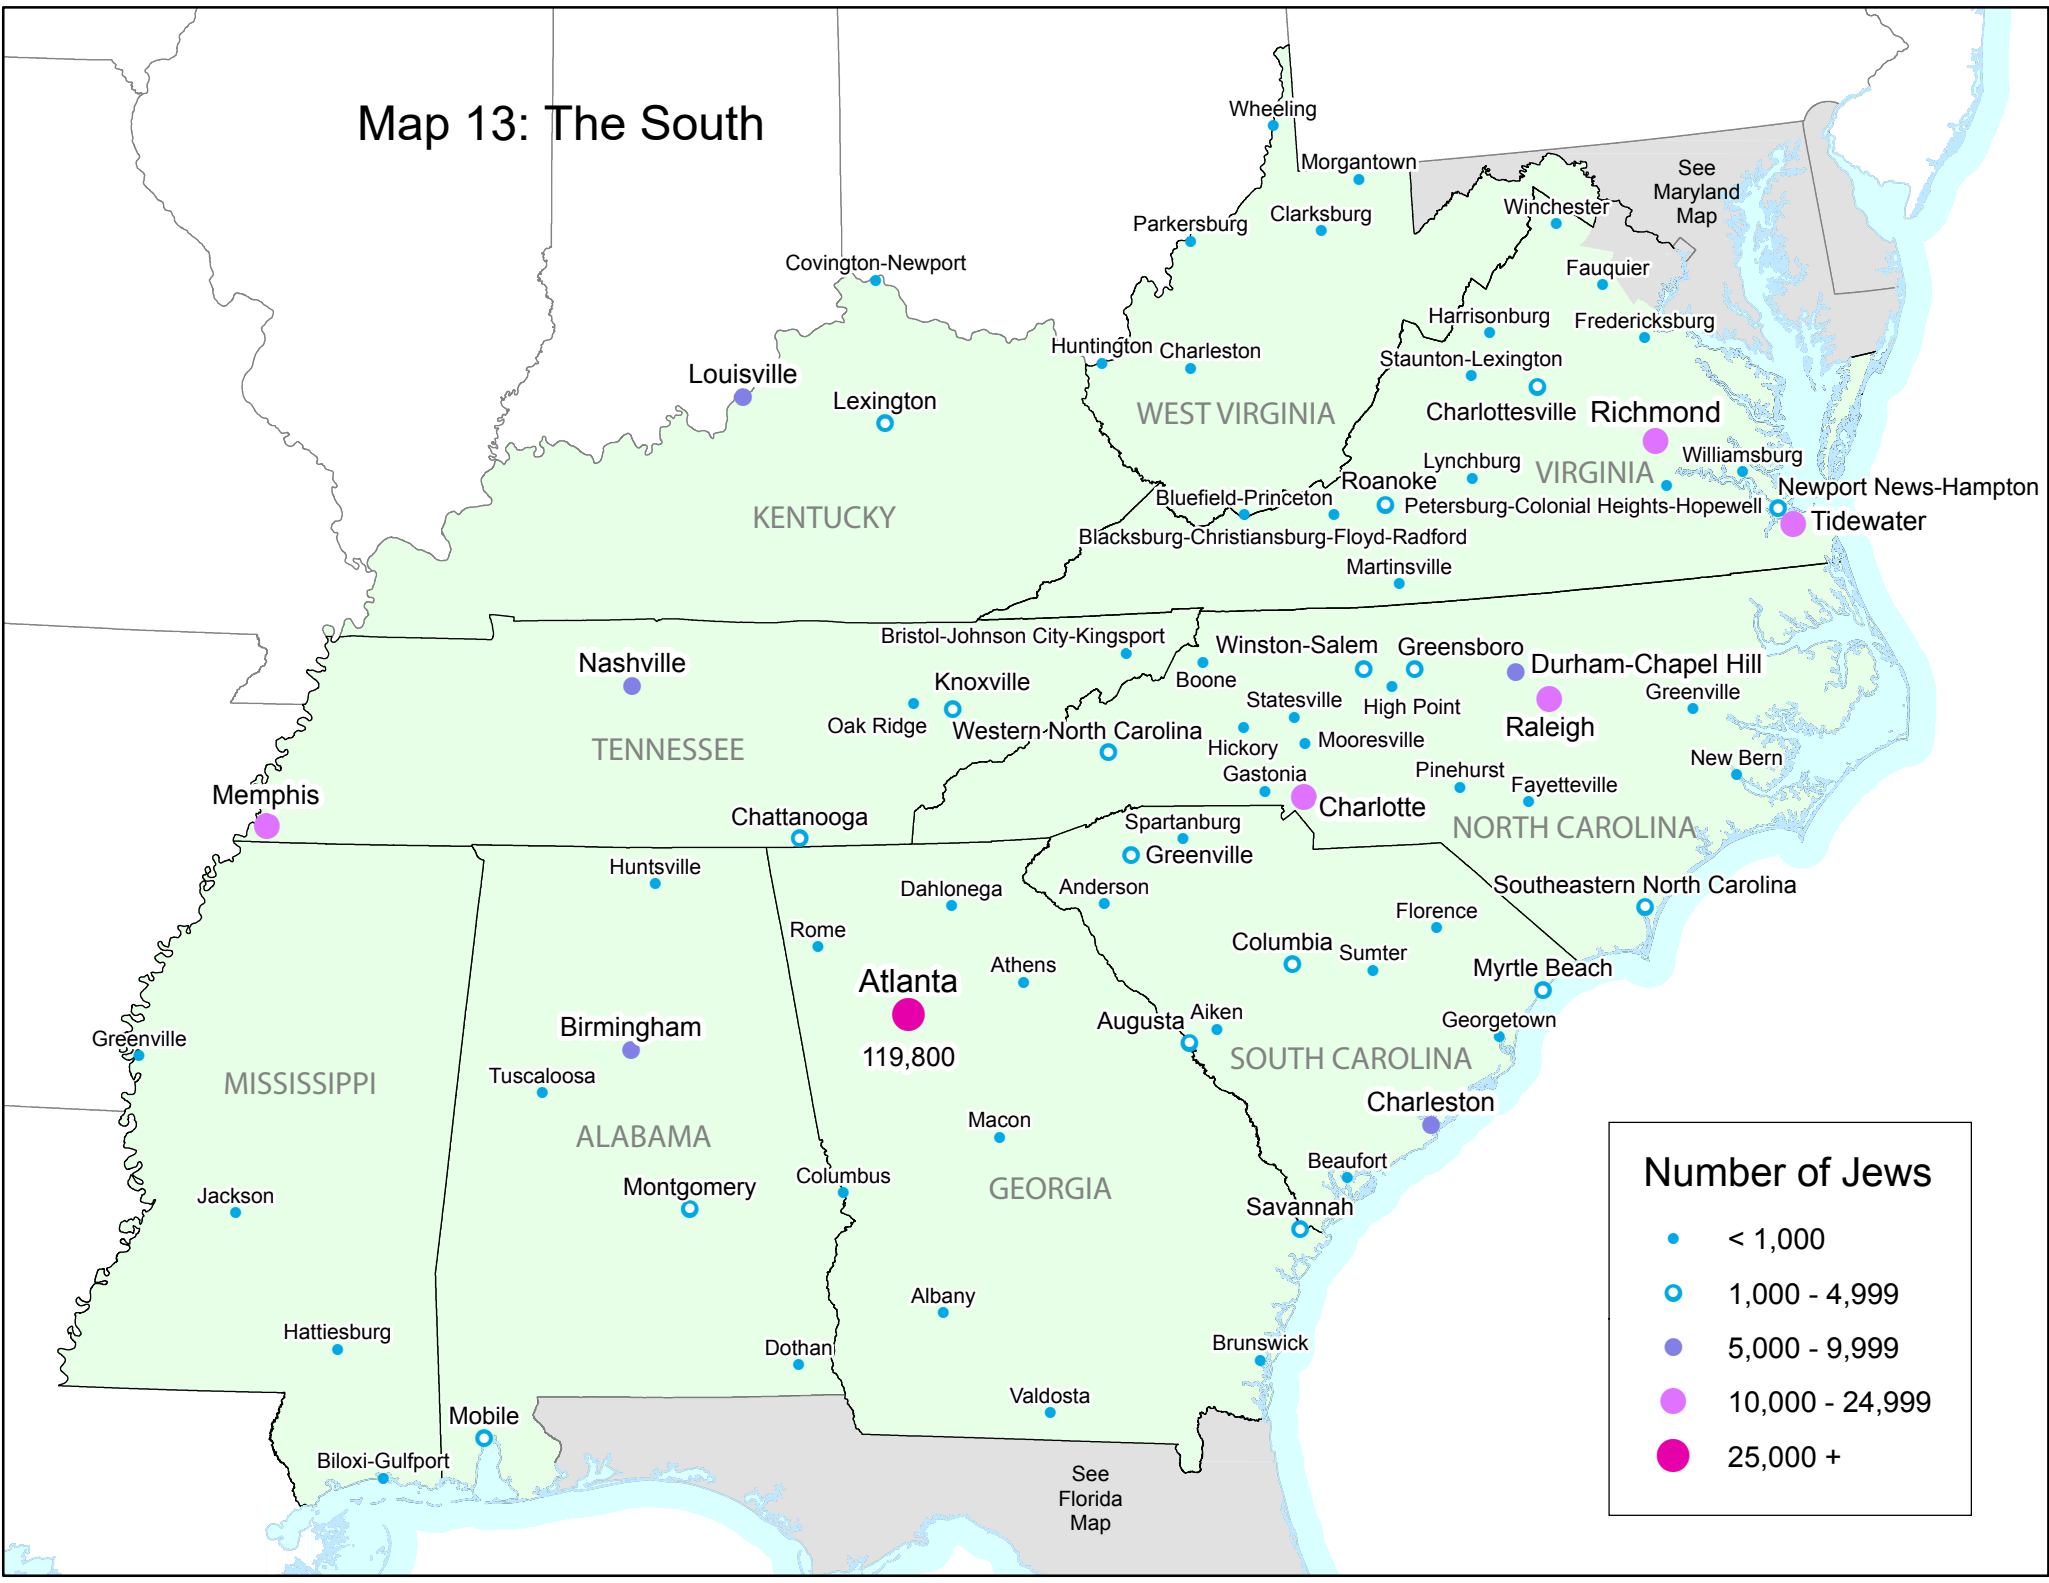 Map 13: The South
Wheeling
Morgantown
See
Maryland
Map
Parkersburg
Clarksburg
Winchester
Covington-Newport
Fauquier
Harrisonburg
Fredericksburg
Huntington
Charleston
Staunton-Lexington
Louisville
Lexington
WEST VIRGINIA
Charlottesville
Richmond
Lynchburg
VIRGINIA
Williamsburg
Roanoke
Newport News-Hampton
Bluefield-Princeton
Petersburg-Colonial Heights-Hopewell
KENTUCKY
Tidewater
Blacksburg-Christiansburg-Floyd-Radford
Martinsville
Bristol-Johnson City-Kingsport
Winston-Salem
Greensboro
Nashville
Durham-Chapel Hill
Knoxville
Boone
Greenville
Statesville
High Point
Oak Ridge
Western North Carolina
Raleigh
TENNESSEE
Hickory
Mooresville
New Bern
Gastonia
Pinehurst
Fayetteville
Memphis
Charlotte
Chattanooga
Spartanburg
NORTH CAROLINA
Greenville
Huntsville
Dahlonega
Anderson
Southeastern North Carolina
Rome
Florence
Columbia
Sumter
Athens
Myrtle Beach
Atlanta
119,800
Augusta
Aiken
Georgetown
Greenville
Birmingham
SOUTH CAROLINA
Tuscaloosa
MISSISSIPPI
Charleston
Macon
ALABAMA
Beaufort
Columbus
Montgomery
GEORGIA
Jackson
Savannah
Albany
Hattiesburg
Dothan
Brunswick
Valdosta
Mobile
Biloxi-Gulfport
See
Florida
Map
Number of Jews
< 1,000
1,000 - 4,999
5,000 - 9,999
10,000 - 24,999
25,000 +